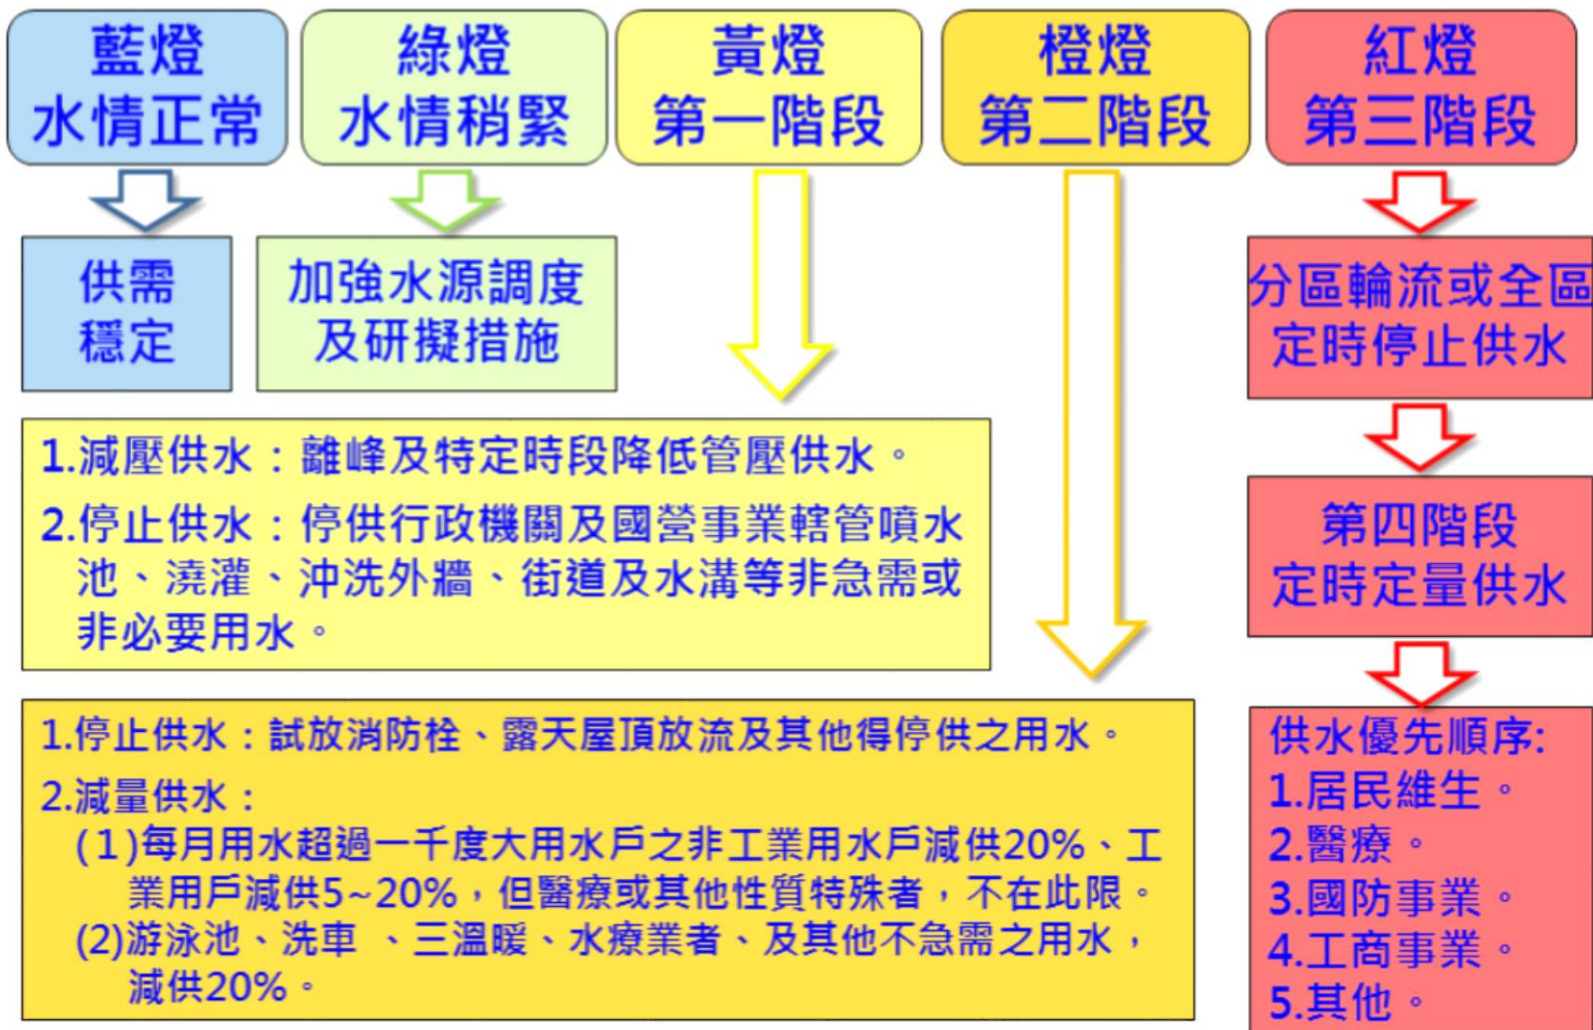 藍燈
水情正常
綠燈
水情稍緊
黃燈
第一階段
橙燈
第二階段
紅燈
第三階段
供需
穩定
加強水源調度
及研擬措施
分區輪流或全區
定時停止供水
1.減壓供水：離峰及特定時段降低管壓供水。
2.停止供水：停供行政機關及國營事業轄管噴水
池、澆灌、沖洗外牆、街道及水溝等非急需或
非必要用水。
第四階段
定時定量供水
1.停止供水：試放消防栓、露天屋頂放流及其他得停供之用水。
2.減量供水：
(1)每月用水超過一千度大用水戶之非工業用水戶減供20%、工
業用戶減供5~20%，但醫療或其他性質特殊者，不在此限。
(2)游泳池、洗車 、三溫暖、水療業者、及其他不急需之用水，
減供20%。
供水優先順序:
1.居民維生。
2.醫療。
3.國防事業。
4.工商事業。
5.其他。